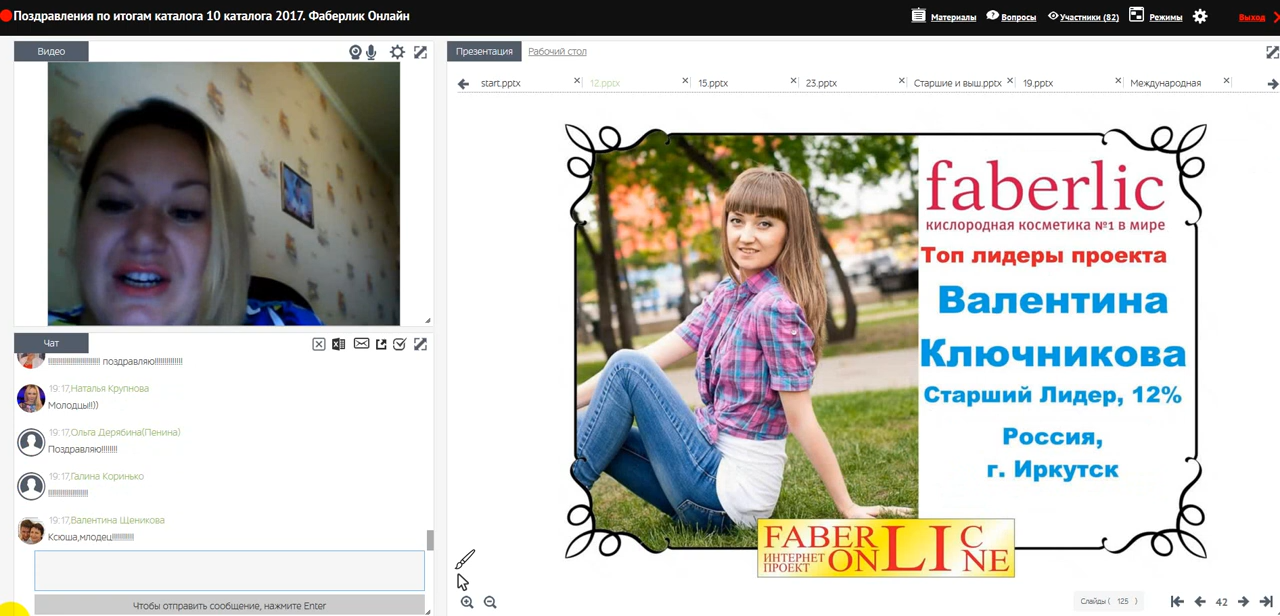 Поздравления по итогам каталога 10 каталога 2017. Фаберлик Онлайн
Материалы
Вопросы
Участники (82)
Режимы
Выход
Видео
Презентация
Рабочий стол
start.pptx
12.pptx
15.pptx
23.pptx
Старшие и выш.pptx
19.pptx
Международная
faberlic
кислородная косметика №1 в мире
Топ лидеры проекта
Валентина
Ключникова
Старший Лидер, 12%
Россия,
г. Иркутск
FABERLIC
ИНТЕРНЕТ
ПРОЕКТ
ONLINE
Чат
!!!!!!!!!!!!!!!!!!!!!!!!!! поздравляю!!!!!!!!!!!!!!
19:17,Наталья Крупнова
Молодцы!!))
19:17,Ольга Дерябина(Пенина)
Поздравляю!!!!!!!!
19:17,Галина Коринько
!!!!!!!!!!!!!!!!!!!!
19:17,Валентина Щеникова
Ксюша,млодец!!!!!!!!!!!
Чтобы отправить сообщение, нажмите Enter
Слайды ( 125 )
42